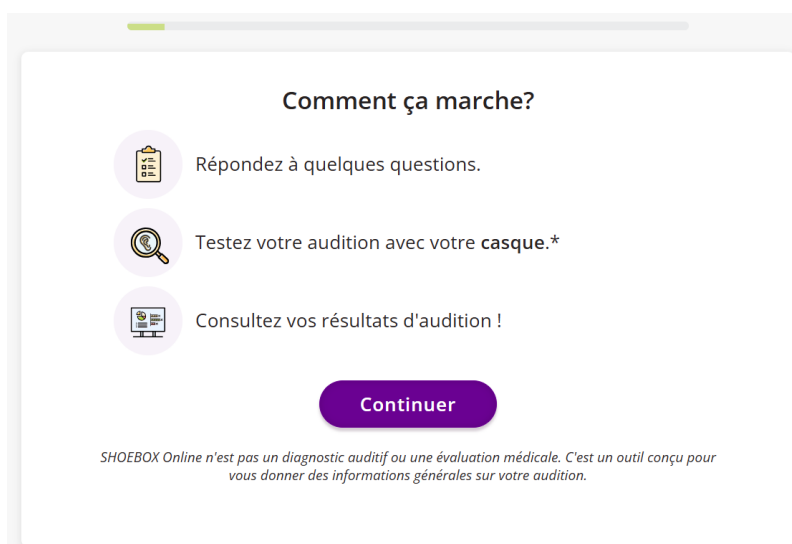 Comment ça marche?
Répondez à quelques questions.
Testez votre audition avec votre casque.*
Consultez vos résultats d'audition !
Continuer
SHOEBOX Online n'est pas un diagnostic auditif ou une évaluation médicale. C'est un outil conçu pour
vous donner des informations générales sur votre audition.